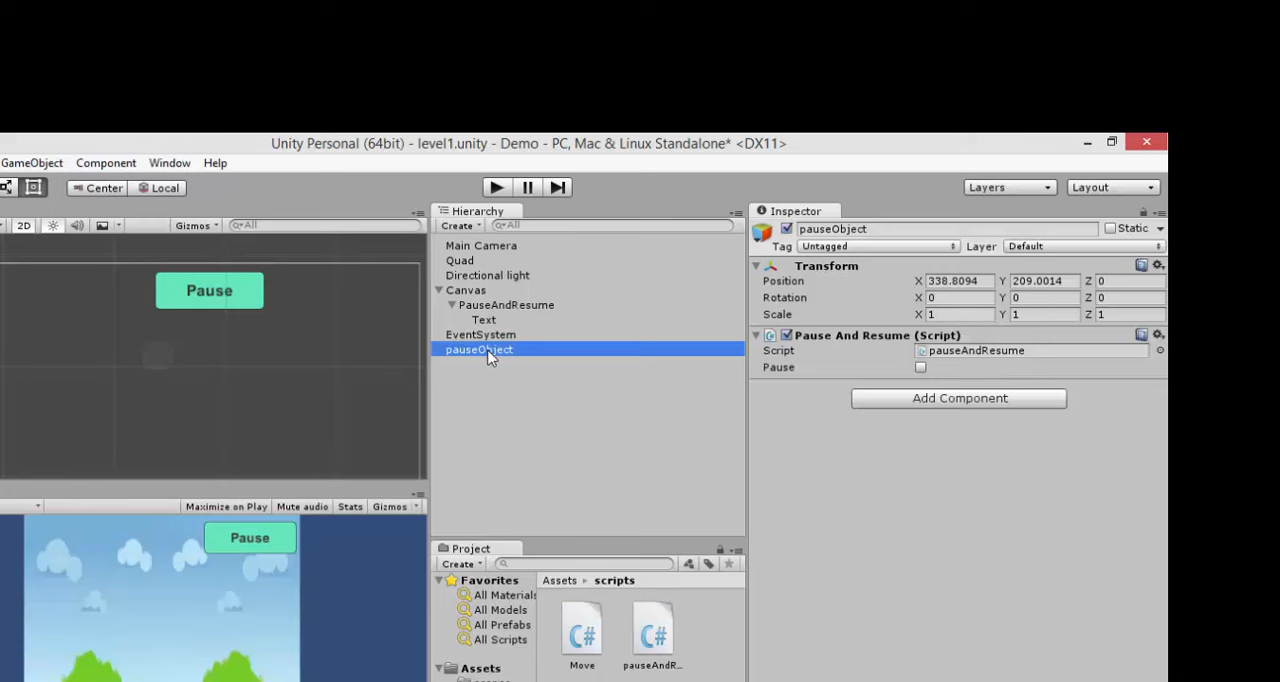 Unity Personal (64bit) - level1.unity - Demo - PC, Mac & Linux Standalone* <DX11>
GameObject Component Window Help
Center Local Layers Layout
2D Gizmos All
Pause
Maximize on Play Mute audio Stats Gizmos
Pause
Hierarchy
Create All
Main Camera
Quad
Directional light
Canvas
PauseAndResume
Text
EventSystem
pauseObject
Project
Create
Favorites
All Materials
All Models
All Prefabs
All Scripts
Assets
Assets scripts
C# C#
Move pauseAndR...
Inspector
pauseObject Static
Tag Untagged Layer Default
Transform
Position X 338.8094 Y 209.0014 Z 0
Rotation X 0 Y 0 Z 0
Scale X 1 Y 1 Z 1
Pause And Resume (Script)
Script pauseAndResume
Pause
Add Component